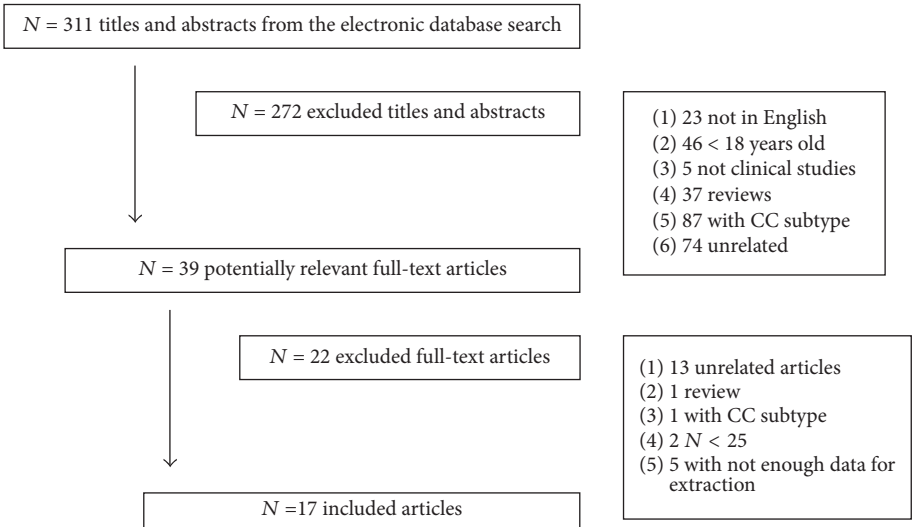 N = 311 titles and abstracts from the electronic database search
N = 272 excluded titles and abstracts
(1) 23 not in English
(2) 46 < 18 years old
(3) 5 not clinical studies
(4) 37 reviews
(5) 87 with CC subtype
(6) 74 unrelated
N = 39 potentially relevant full-text articles
N = 22 excluded full-text articles
(1) 13 unrelated articles
(2) 1 review
(3) 1 with CC subtype
(4) 2 N < 25
(5) 5 with not enough data for
extraction
N =17 included articles